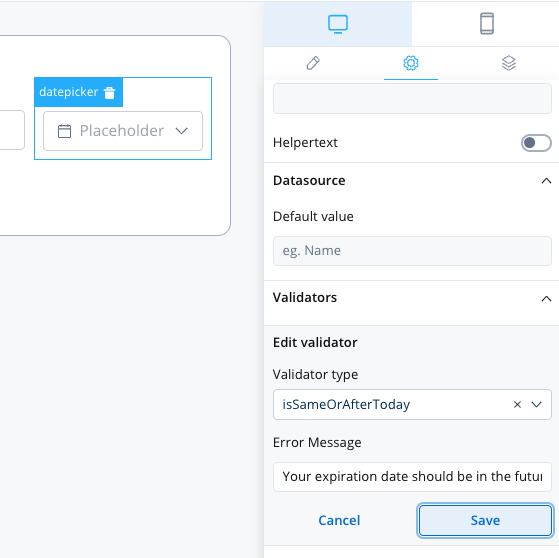 datepicker
Placeholder
Helpertext
Datasource
Default value
eg. Name
Validators
Edit validator
Validator type
isSameOrAfterToday
Error Message
Your expiration date should be in the futu
Cancel
Save